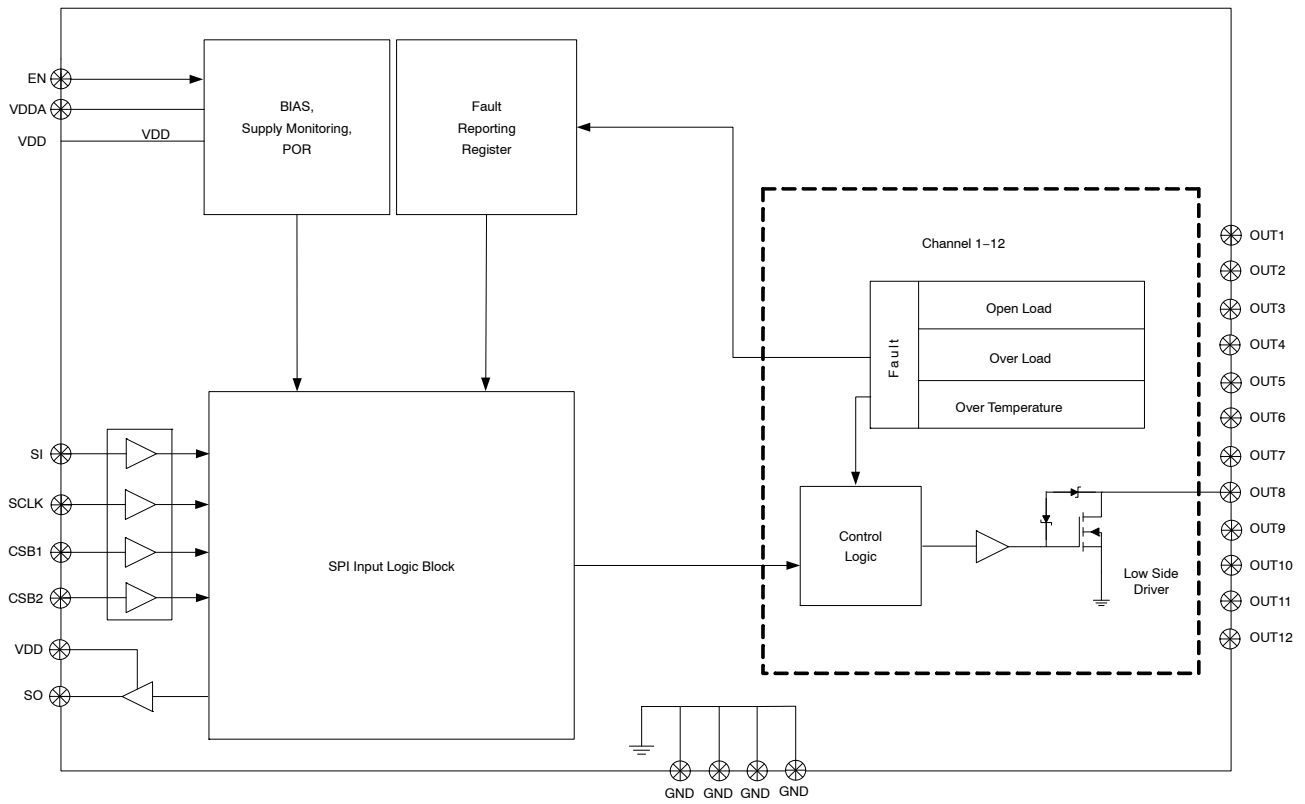 EN
VDDA
VDD
VDD
BIAS,
Supply Monitoring,
POR
Fault
Reporting
Register
Channel 1−12
Fault
Open Load
Over Load
Over Temperature
SI
SCLK
CSB1
CSB2
VDD
SO
SPI Input Logic Block
Control
Logic
Low Side
Driver
OUT1
OUT2
OUT3
OUT4
OUT5
OUT6
OUT7
OUT8
OUT9
OUT10
OUT11
OUT12
GND
GND
GND
GND